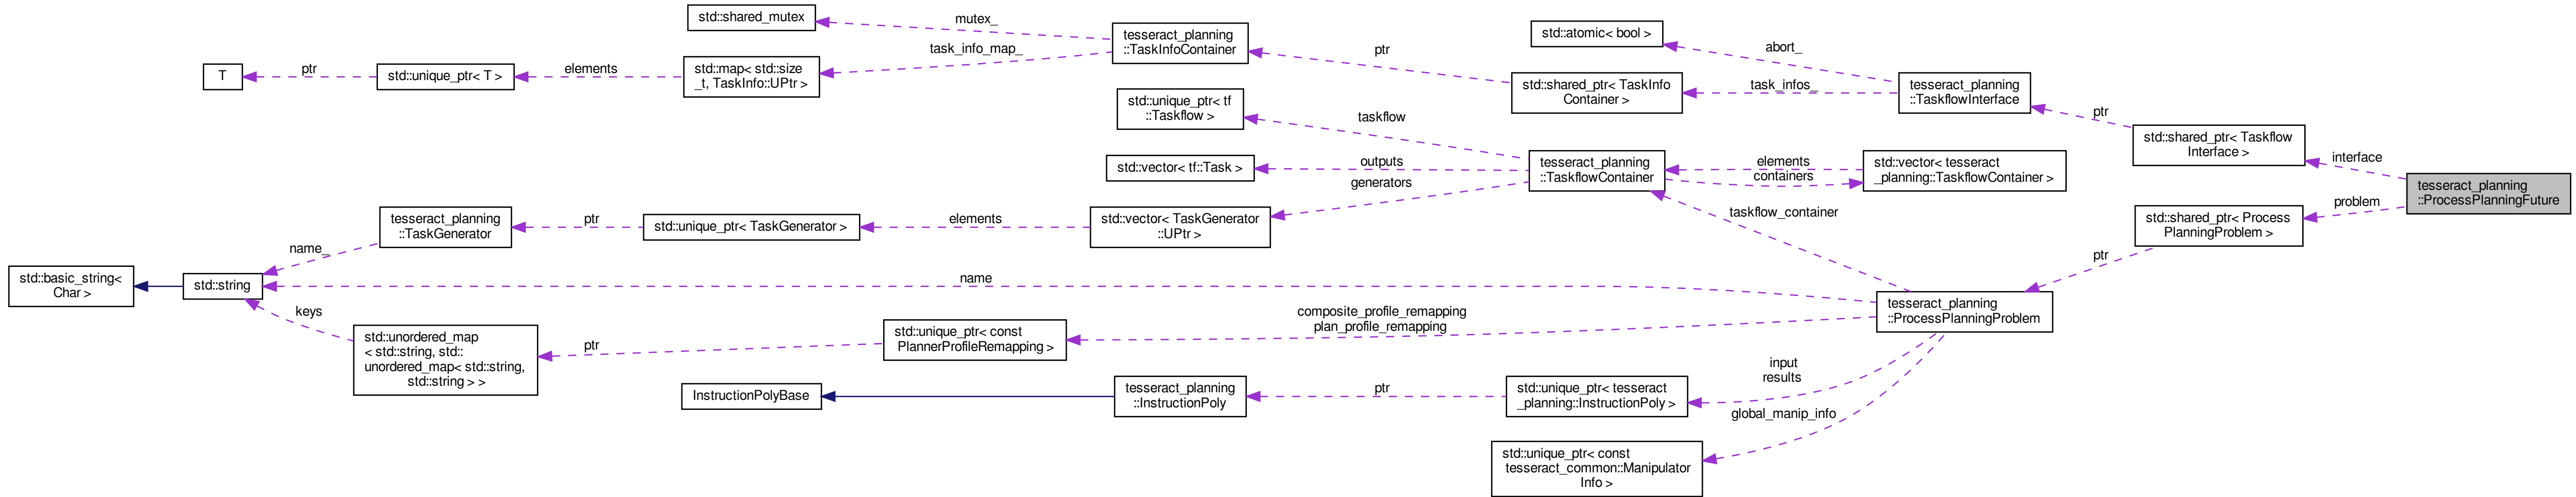 std::shared_mutex
mutex_
tesseract_planning
::TaskInfoContainer
std::atomic< bool >
abort_
T
ptr
std::unique_ptr< T >
elements
std::map< std::size
_t, TaskInfo::UPtr >
task_info_map_
ptr
std::shared_ptr< TaskInfo
Container >
task_infos_
tesseract_planning
::TaskflowInterface
ptr
std::shared_ptr< Taskflow
Interface >
interface
tesseract_planning
::ProcessPlanningFuture
std::unique_ptr< tf
::Taskflow >
taskflow
std::vector< tf::Task >
outputs
generators
tesseract_planning
::TaskflowContainer
elements
containers
std::vector< tesseract
_planning::TaskflowContainer >
problem
std::shared_ptr< Process
PlanningProblem >
ptr
tesseract_planning
::TaskGenerator
ptr
std::unique_ptr< TaskGenerator >
elements
std::vector< TaskGenerator
::UPtr >
taskflow_container
name_
std::basic_string<
Char >
std::string
name
tesseract_planning
::ProcessPlanningProblem
keys
std::unordered_map
< std::string, std::
unordered_map< std::string,
std::string > >
ptr
std::unique_ptr< const
PlannerProfileRemapping >
composite_profile_remapping
plan_profile_remapping
InstructionPolyBase
tesseract_planning
::InstructionPoly
ptr
std::unique_ptr< tesseract
_planning::InstructionPoly >
input
results
global_manip_info
std::unique_ptr< const
tesseract_common::Manipulator
Info >